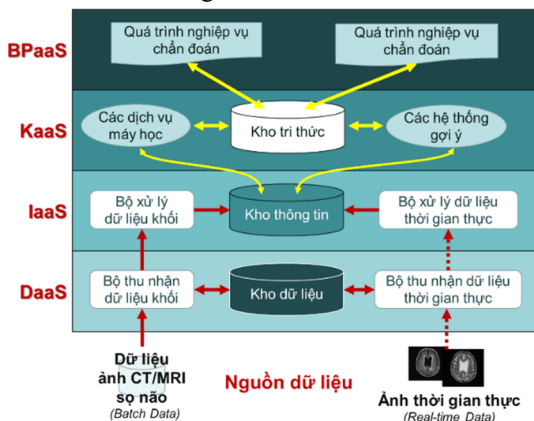 BPaaS
Quá trình nghiệp vụ
chẩn đoán
Quá trình nghiệp vụ
chẩn đoán
KaaS
Các dịch vụ
máy học
Kho tri thức
Các hệ thống
gợi ý
IaaS
Bộ xử lý
dữ liệu khối
Kho thông tin
Bộ xử lý dữ liệu
thời gian thực
DaaS
Bộ thu nhận
dữ liệu khối
Kho dữ liệu
Bộ thu nhận dữ liệu
thời gian thực
Dữ liệu
ảnh CT/MRI
sọ não
(Batch Data)
Nguồn dữ liệu
Ảnh thời gian thực
(Real-time Data)